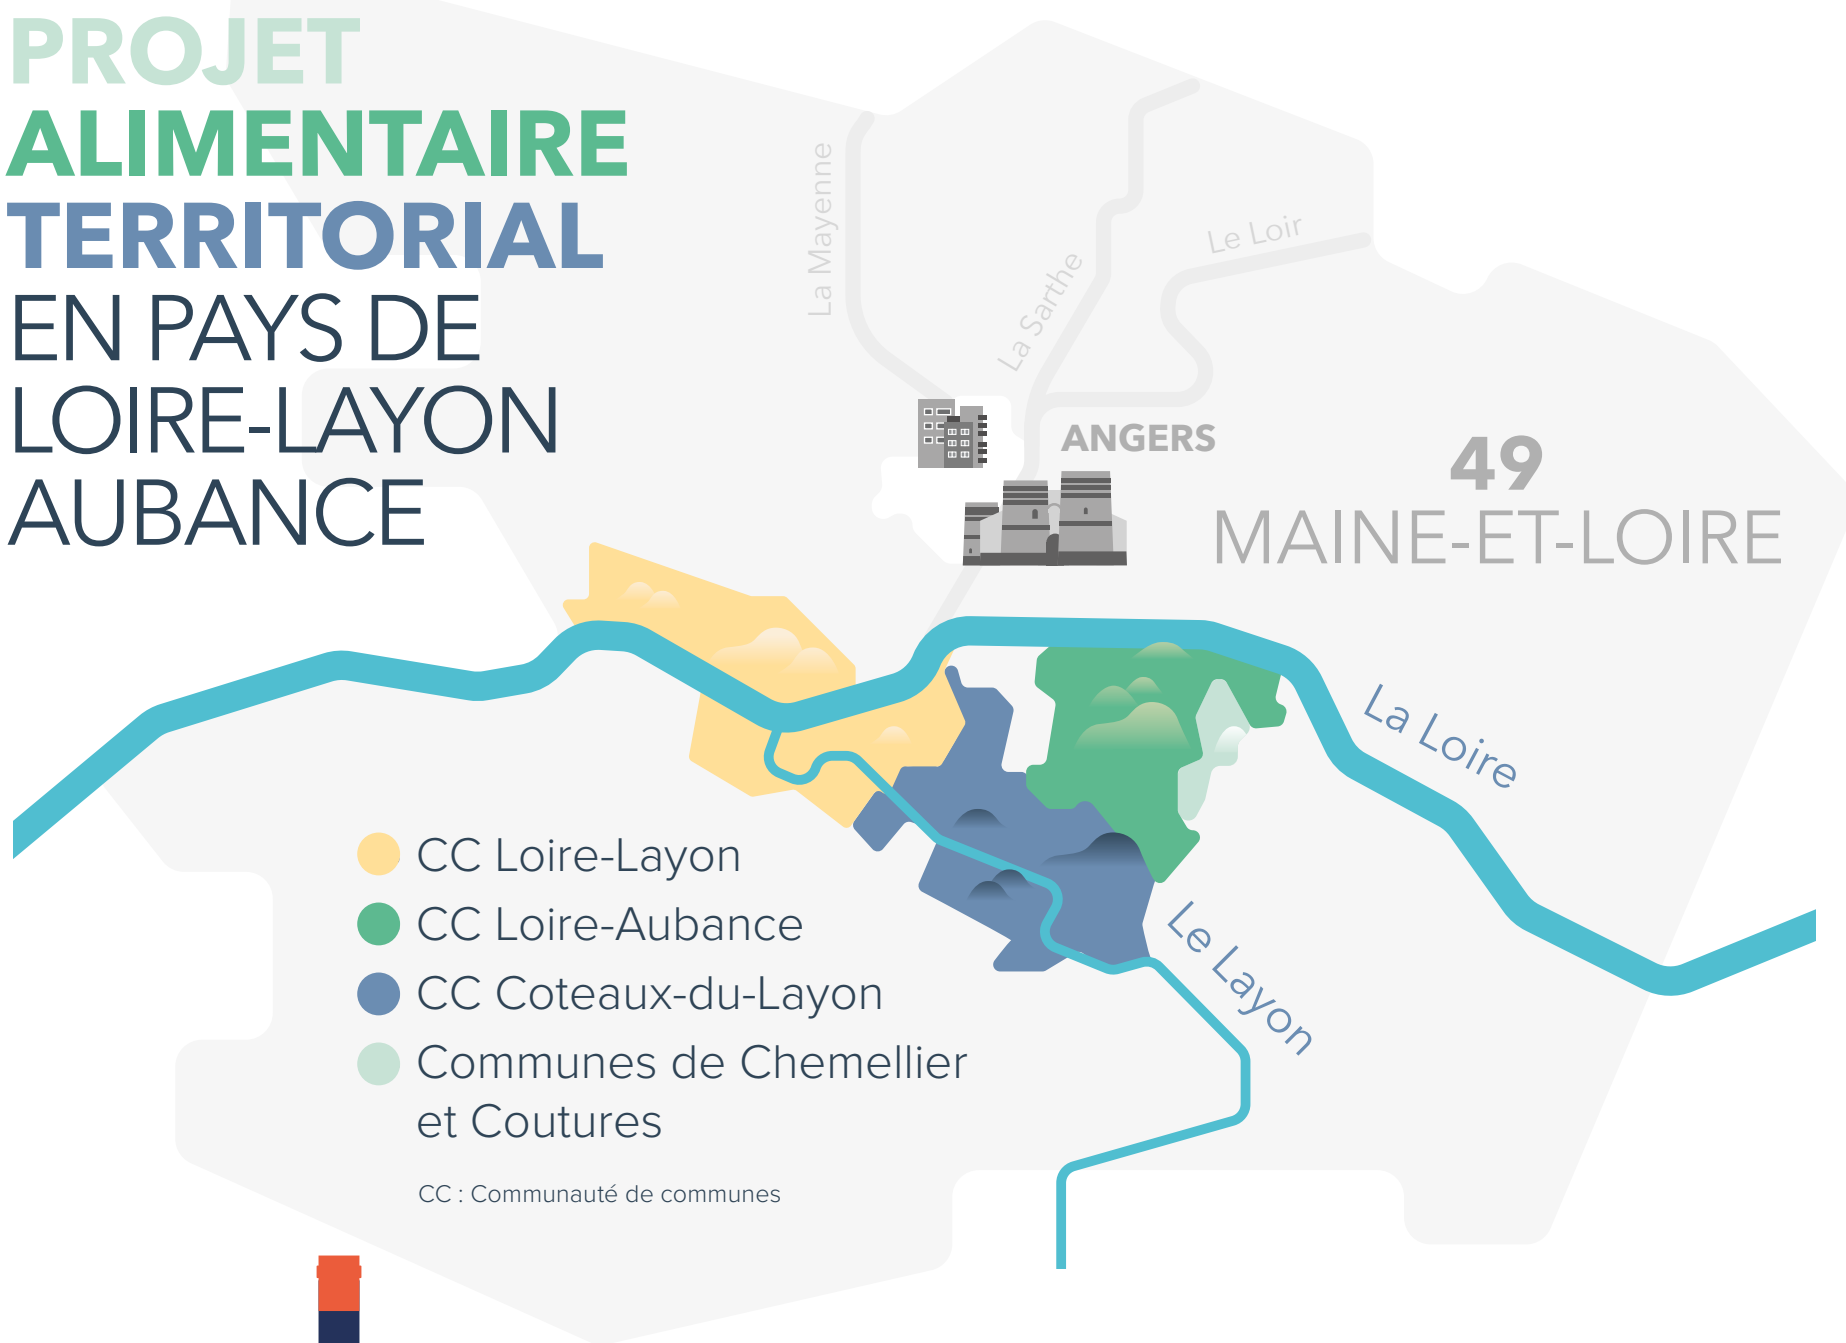 PROJET
ALIMENTAIRE
TERRITORIAL
EN PAYS DE
LOIRE-LAYON
AUBANCE
La Mayenne
La Sarthe
Le Loir
ANGERS
49
MAINE-ET-LOIRE
La Loire
Le Layon
CC Loire-Layon
CC Loire-Aubance
CC Coteaux-du-Layon
Communes de Chemellier
et Coutures
CC : Communauté de communes